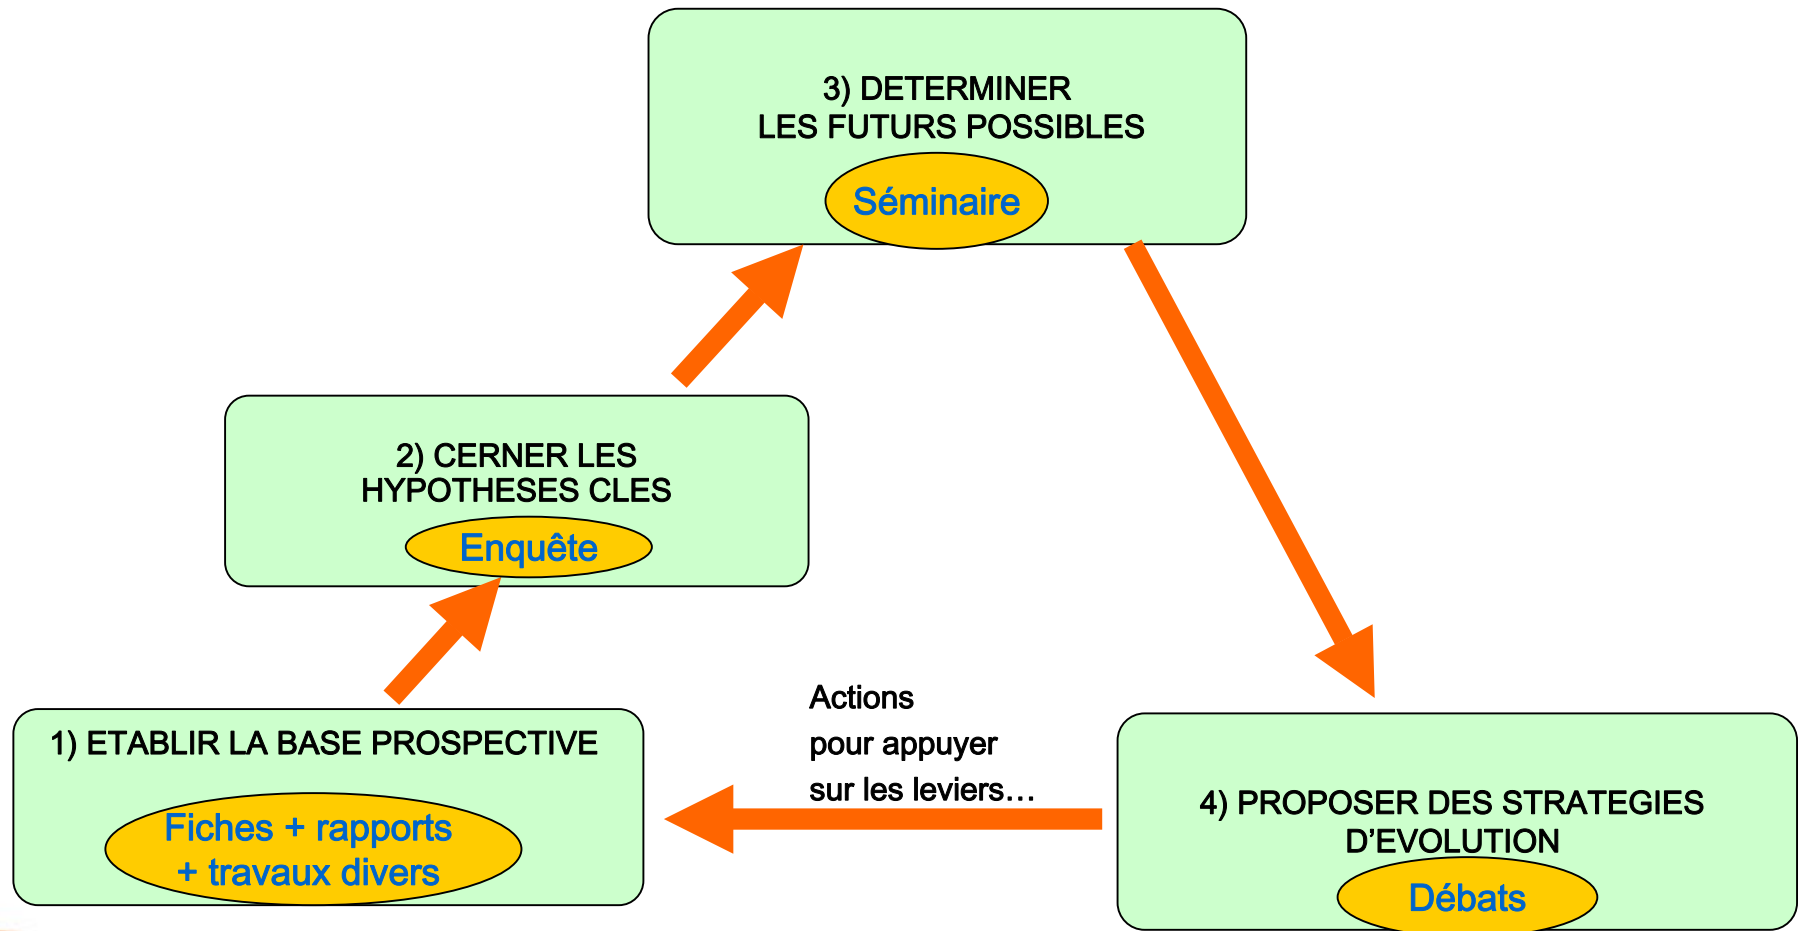 3) DETERMINER
LES FUTURS POSSIBLES
Séminaire
2) CERNER LES
HYPOTHESES CLES
Enquête
1) ETABLIR LA BASE PROSPECTIVE
Fiches + rapports
+ travaux divers
Actions
pour appuyer
sur les leviers…
4) PROPOSER DES STRATEGIES
D’EVOLUTION
Débats